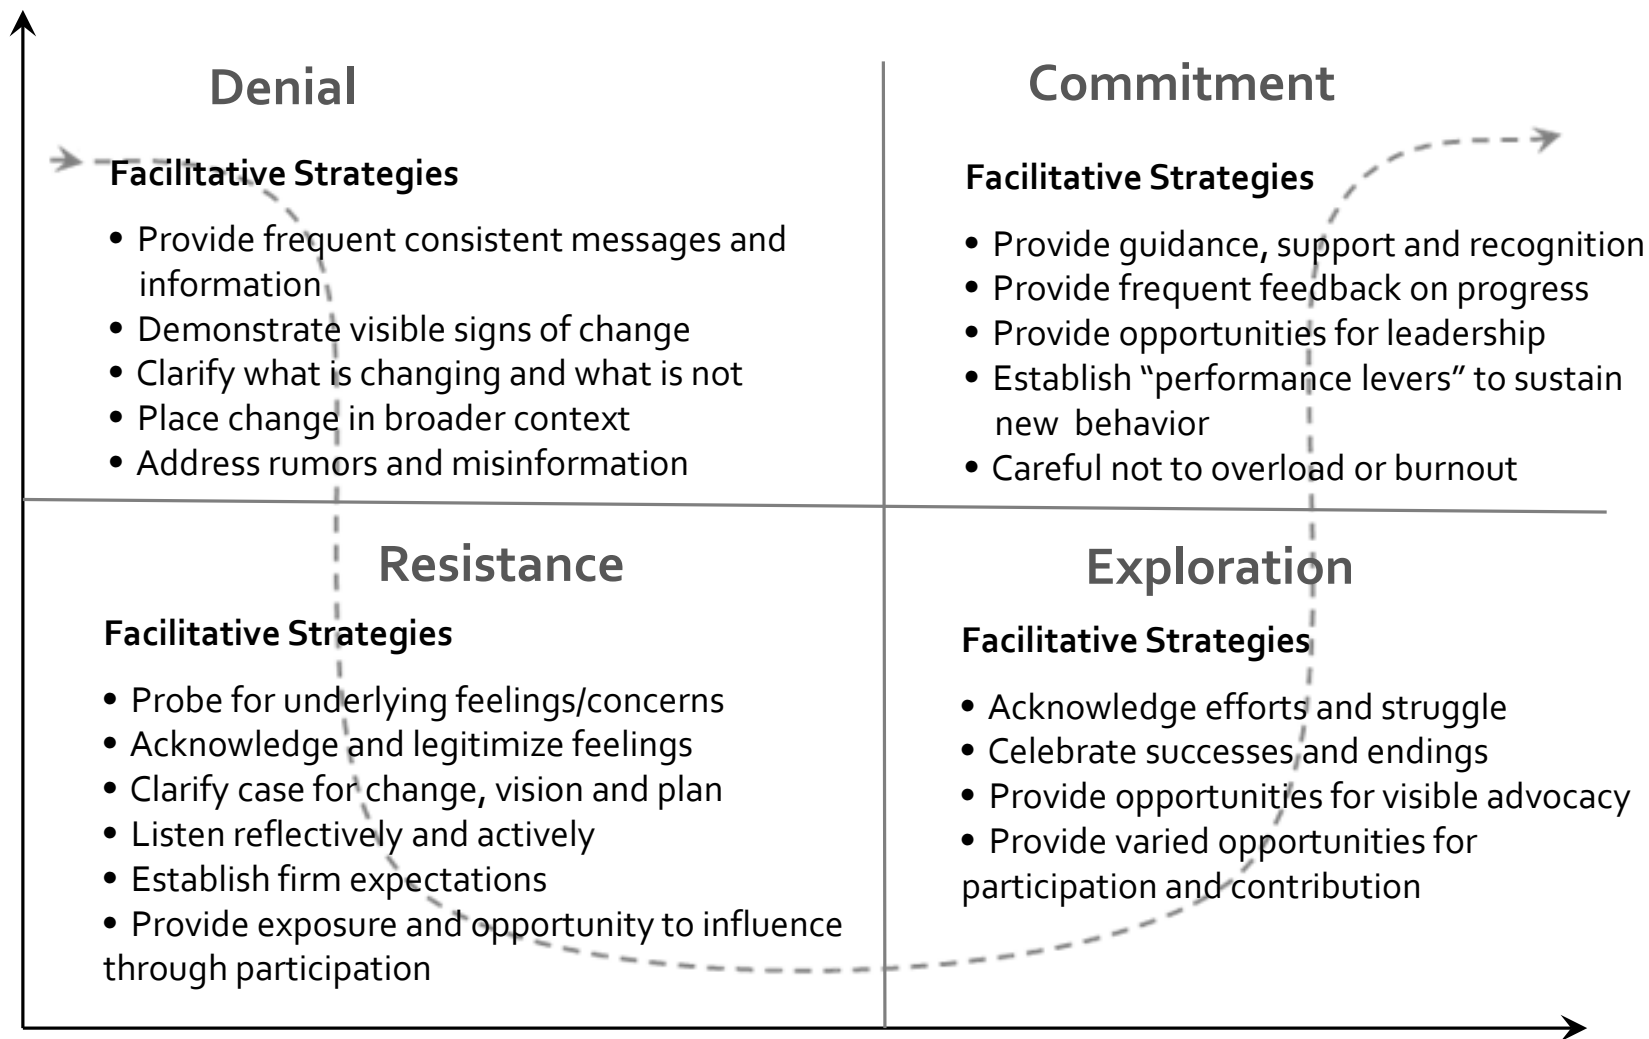 Denial
Facilitative Strategies
• Provide frequent consistent messages and
information
• Demonstrate visible signs of change
• Clarify what is changing and what is not
• Place change in broader context
• Address rumors and misinformation
Commitment
Facilitative Strategies
• Provide guidance, support and recognition
• Provide frequent feedback on progress
• Provide opportunities for leadership
• Establish “performance levers” to sustain
new behavior
• Careful not to overload or burnout
Resistance
Facilitative Strategies
• Probe for underlying feelings/concerns
• Acknowledge and legitimize feelings
• Clarify case for change, vision and plan
• Listen reflectively and actively
• Establish firm expectations
• Provide exposure and opportunity to influence
through participation
Exploration
Facilitative Strategies
• Acknowledge efforts and struggle
• Celebrate successes and endings
• Provide opportunities for visible advocacy
• Provide varied opportunities for
participation and contribution